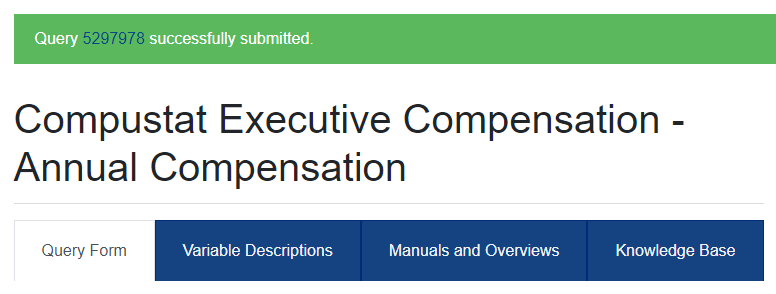 Query 5297978 successfully submitted.
Compustat Executive Compensation -
Annual Compensation
Query Form
Variable Descriptions
Manuals and Overviews
Knowledge Base